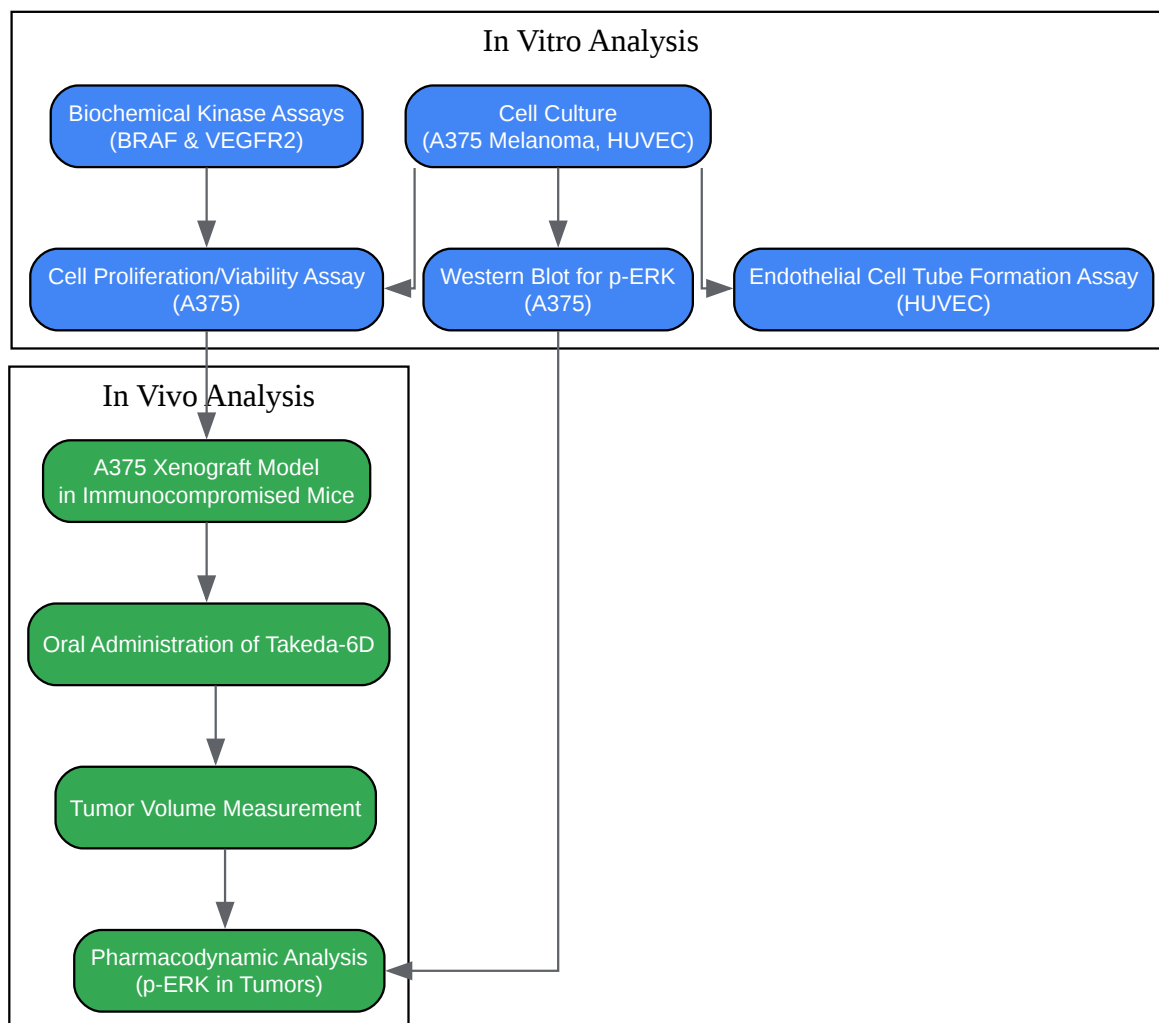 In Vitro Analysis
Biochemical Kinase Assays
(BRAF & VEGFR2)
Cell Culture
(A375 Melanoma, HUVEC)
Cell Proliferation/Viability Assay
(A375)
Western Blot for p-ERK
(A375)
Endothelial Cell Tube Formation Assay
(HUVEC)
In Vivo Analysis
A375 Xenograft Model
in Immunocompromised Mice
Oral Administration of Takeda-6D
Tumor Volume Measurement
Pharmacodynamic Analysis
(p-ERK in Tumors)